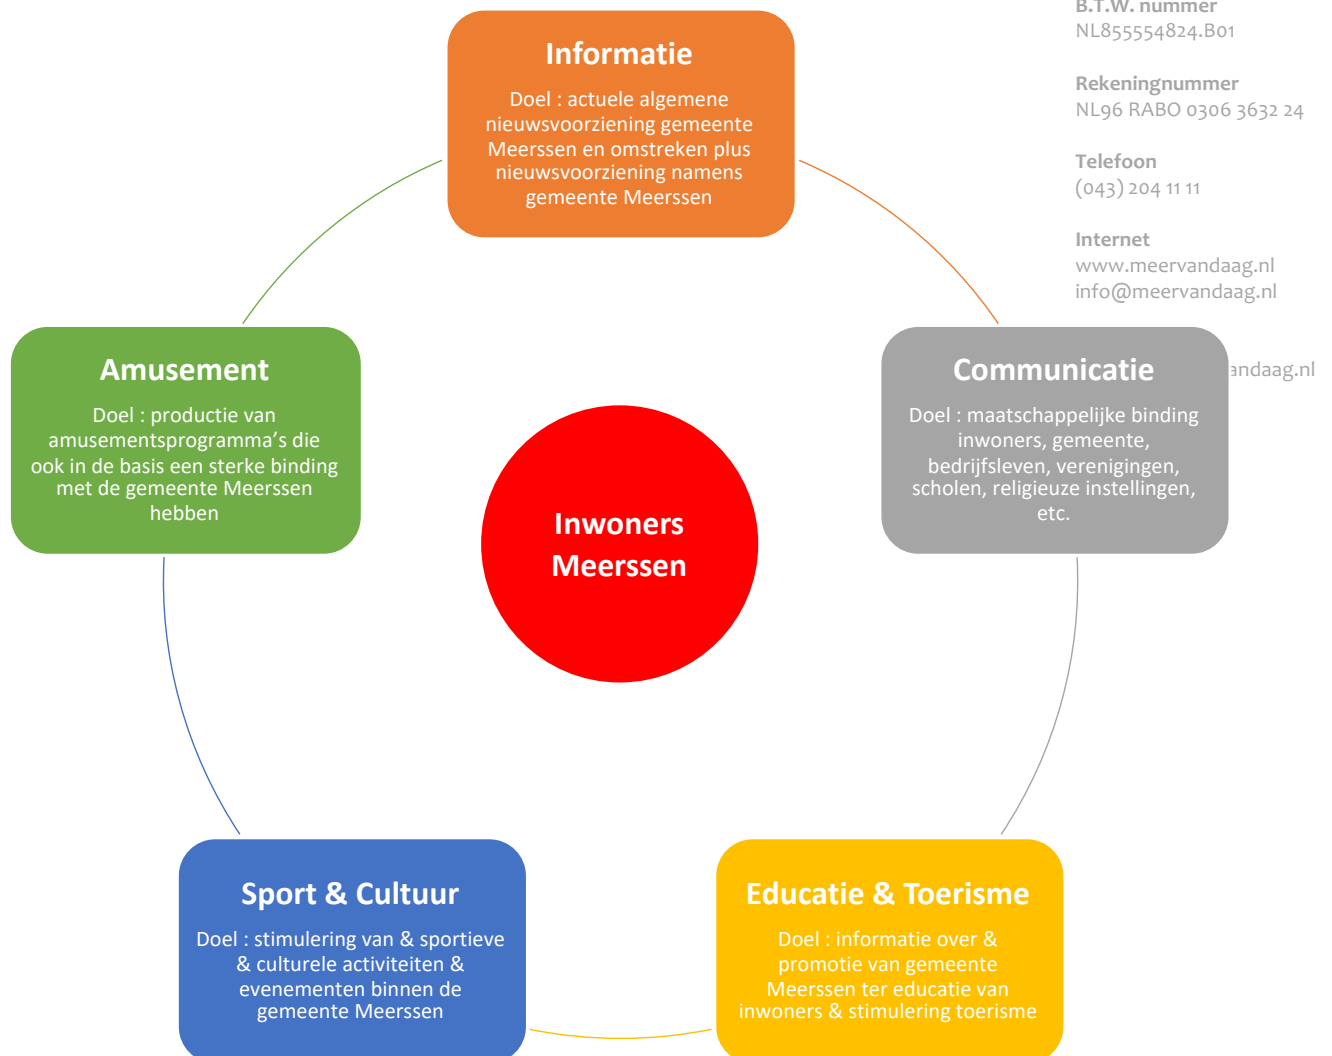 B.T.W. nummer
NL855554824.B01
Rekeningnummer
NL96 RABO 0306 3632 24
Telefoon
(043) 204 11 11
Internet
www.meervandaag.nl
info@meervandaag.nl
andaag.nl
Informatie
Doel : actuele algemene
nieuwsvoorziening gemeente
Meerssen en omstreken plus
nieuwsvoorziening namens
gemeente Meerssen
Communicatie
Doel : maatschappelijke binding
inwoners, gemeente,
bedrijfsleven, verenigingen,
scholen, religieuze instellingen,
etc.
Educatie & Toerisme
Doel : informatie over &
promotie van gemeente
Meerssen ter educatie van
inwoners & stimulering toerisme
Sport & Cultuur
Doel : stimulering van & sportieve
& culturele activiteiten &
evenementen binnen de
gemeente Meerssen
Amusement
Doel : productie van
amusementsprogramma's die
ook in de basis een sterke binding
met de gemeente Meerssen
hebben
Inwoners
Meerssen